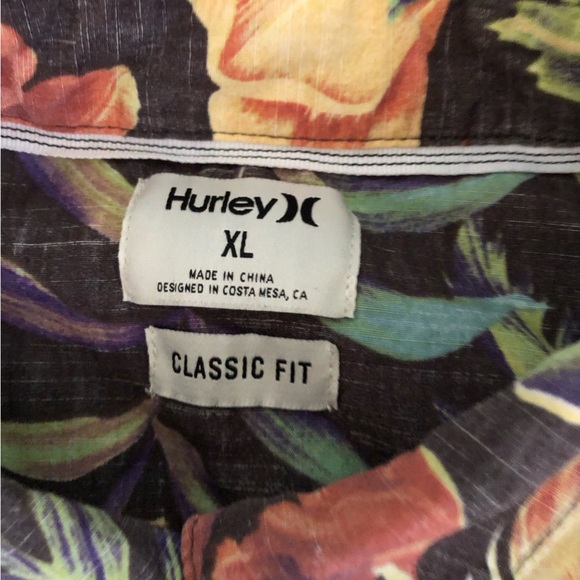 Hurley
XL
MADE IN CHINA
DESIGNED IN COSTA MESA, CA
CLASSIC FIT